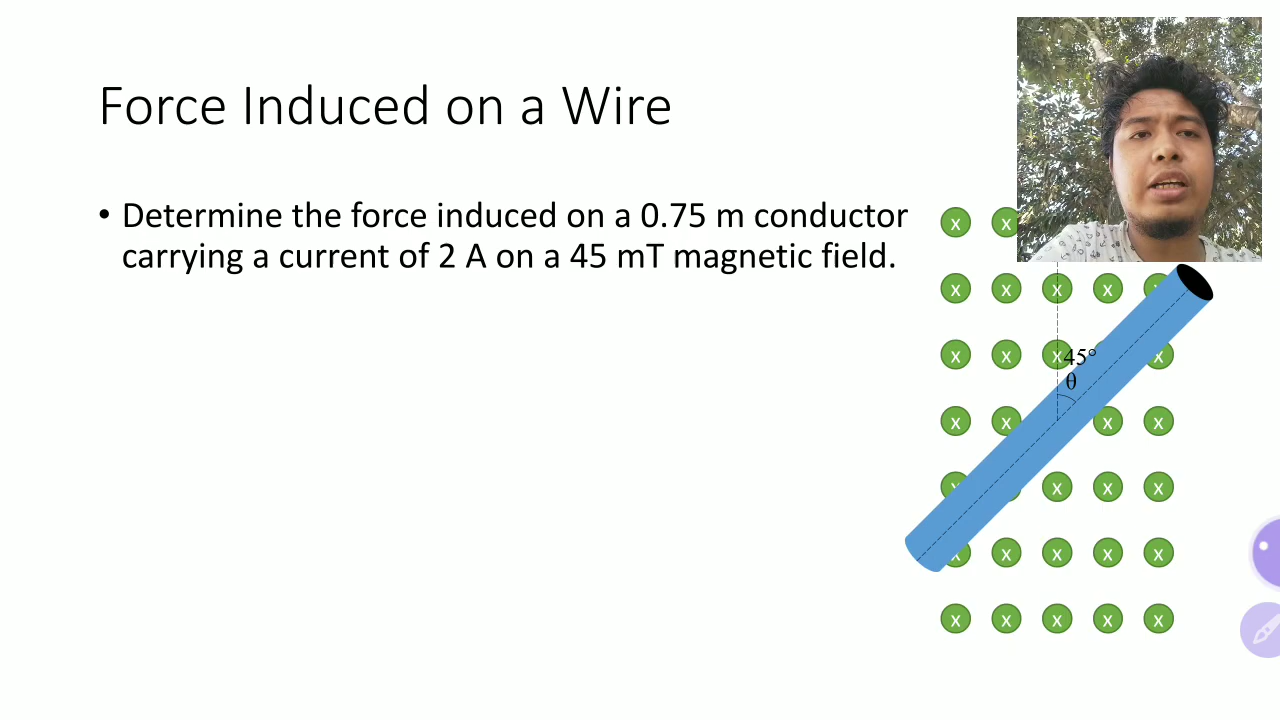 Force Induced on a Wire
• Determine the force induced on a 0.75 m conductor
carrying a current of 2 A on a 45 mT magnetic field.
x x
x x x x
x x x 45° x
θ
x x x x
x x x
x x x x
x x x x x